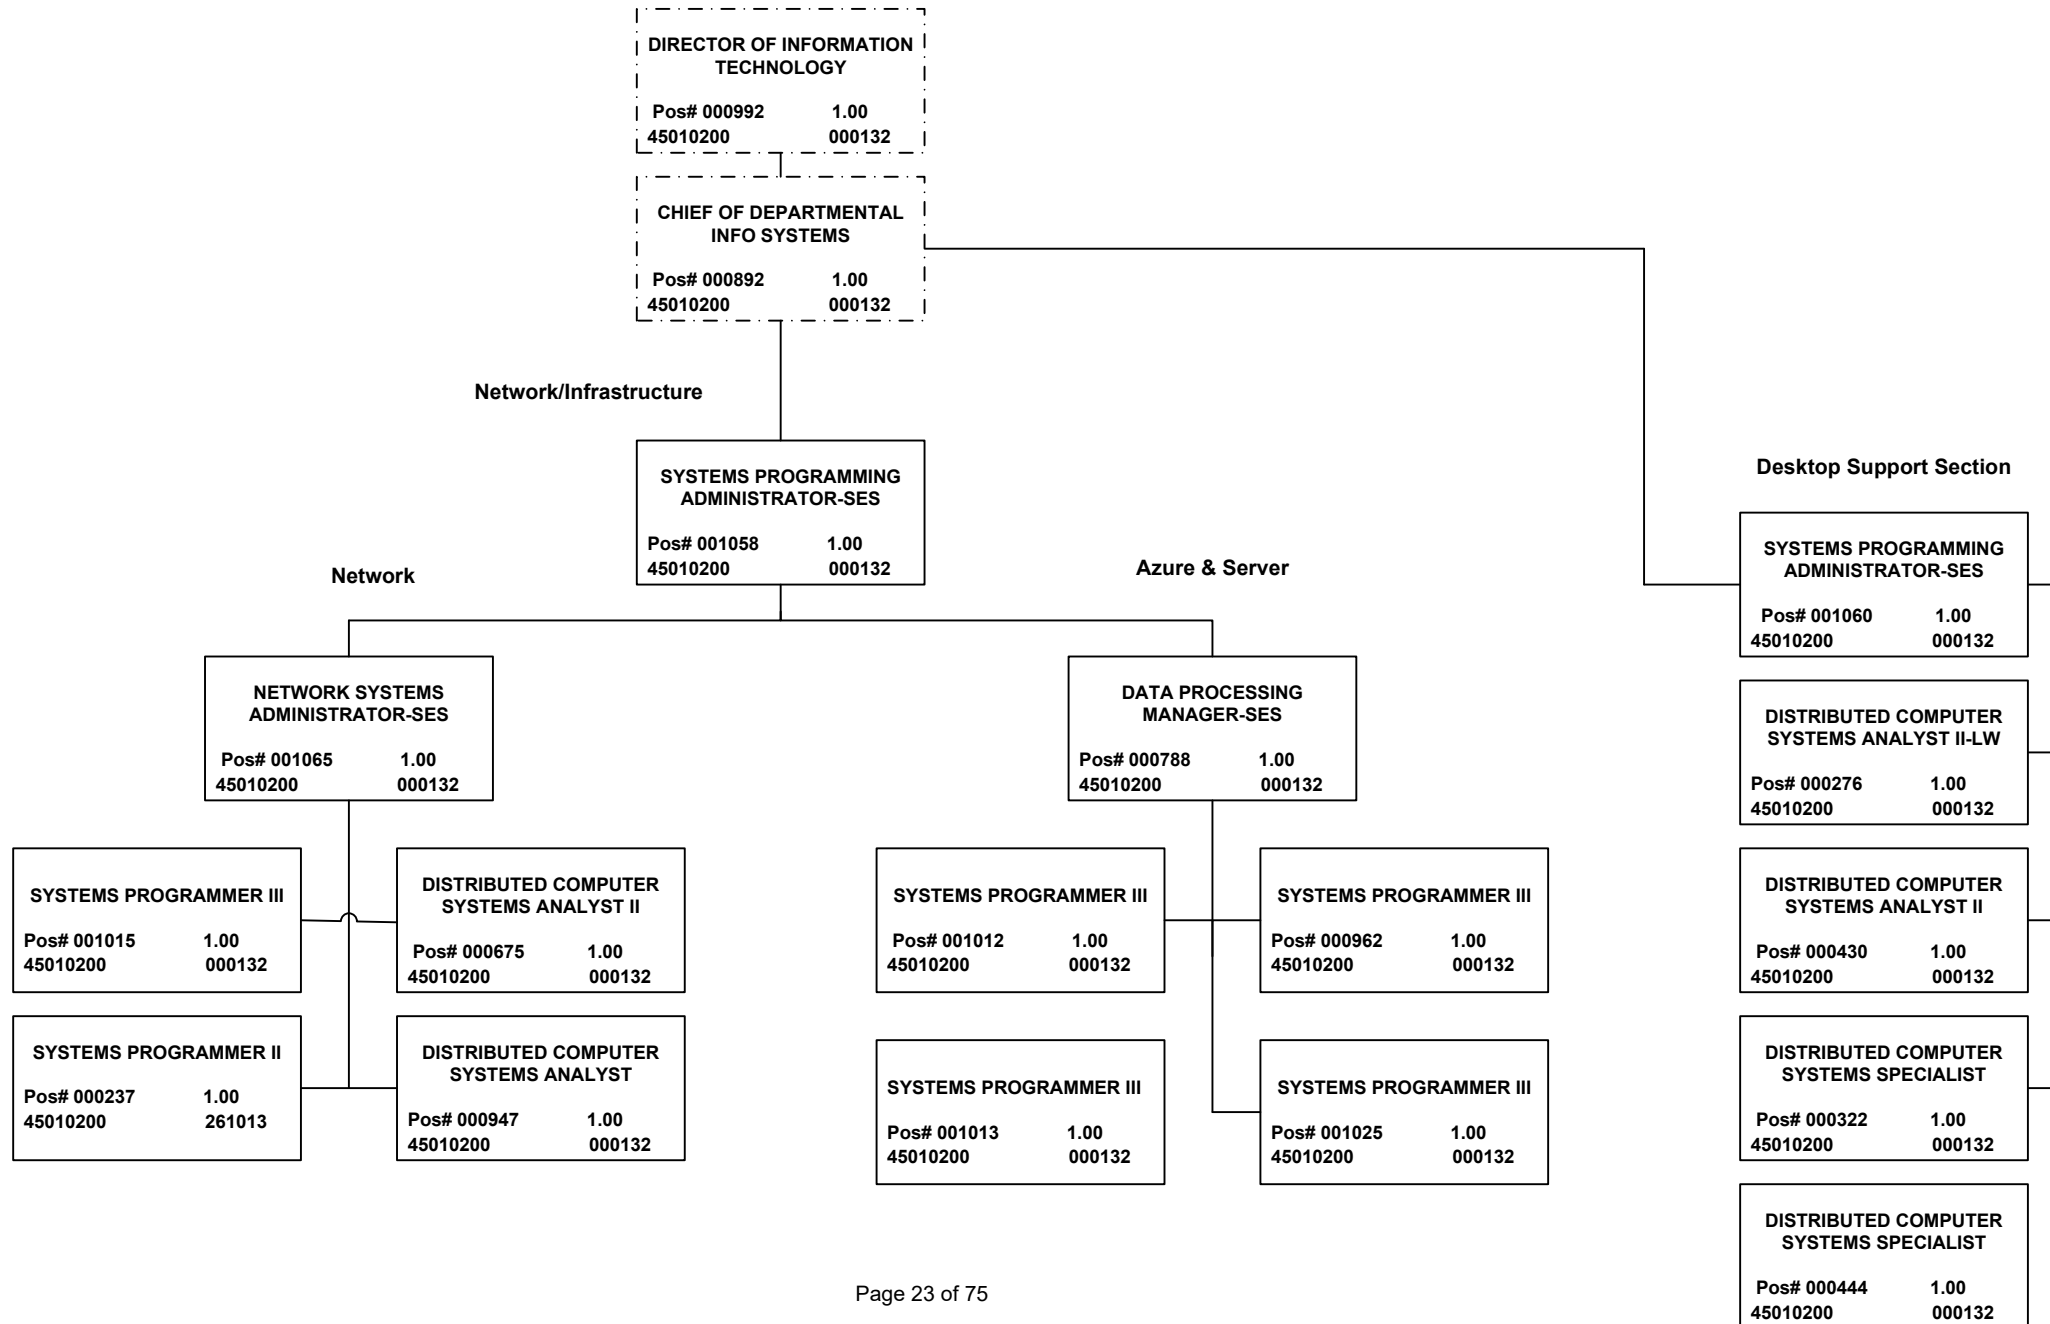 DIRECTOR OF INFORMATION
TECHNOLOGY
Pos# 000992 1.00
45010200 000132
CHIEF OF DEPARTMENTAL
INFO SYSTEMS
Pos# 000892 1.00
45010200 000132
Network/Infrastructure
SYSTEMS PROGRAMMING
ADMINISTRATOR-SES
Pos# 001058 1.00
45010200 000132
Network
NETWORK SYSTEMS
ADMINISTRATOR-SES
Pos# 001065 1.00
45010200 000132
SYSTEMS PROGRAMMER III
Pos# 001015 1.00
45010200 000132
DISTRIBUTED COMPUTER
SYSTEMS ANALYST II
Pos# 000675 1.00
45010200 000132
SYSTEMS PROGRAMMER II
Pos# 000237 1.00
45010200 261013
DISTRIBUTED COMPUTER
SYSTEMS ANALYST
Pos# 000947 1.00
45010200 000132
Azure & Server
DATA PROCESSING
MANAGER-SES
Pos# 000788 1.00
45010200 000132
SYSTEMS PROGRAMMER III
Pos# 001012 1.00
45010200 000132
SYSTEMS PROGRAMMER III
Pos# 000962 1.00
45010200 000132
SYSTEMS PROGRAMMER III
Pos# 001013 1.00
45010200 000132
SYSTEMS PROGRAMMER III
Pos# 001025 1.00
45010200 000132
Desktop Support Section
SYSTEMS PROGRAMMING
ADMINISTRATOR-SES
Pos# 001060 1.00
45010200 000132
DISTRIBUTED COMPUTER
SYSTEMS ANALYST II-LW
Pos# 000276 1.00
45010200 000132
DISTRIBUTED COMPUTER
SYSTEMS ANALYST II
Pos# 000430 1.00
45010200 000132
DISTRIBUTED COMPUTER
SYSTEMS SPECIALIST
Pos# 000322 1.00
45010200 000132
DISTRIBUTED COMPUTER
SYSTEMS SPECIALIST
Pos# 000444 1.00
45010200 000132
Page 23 of 75